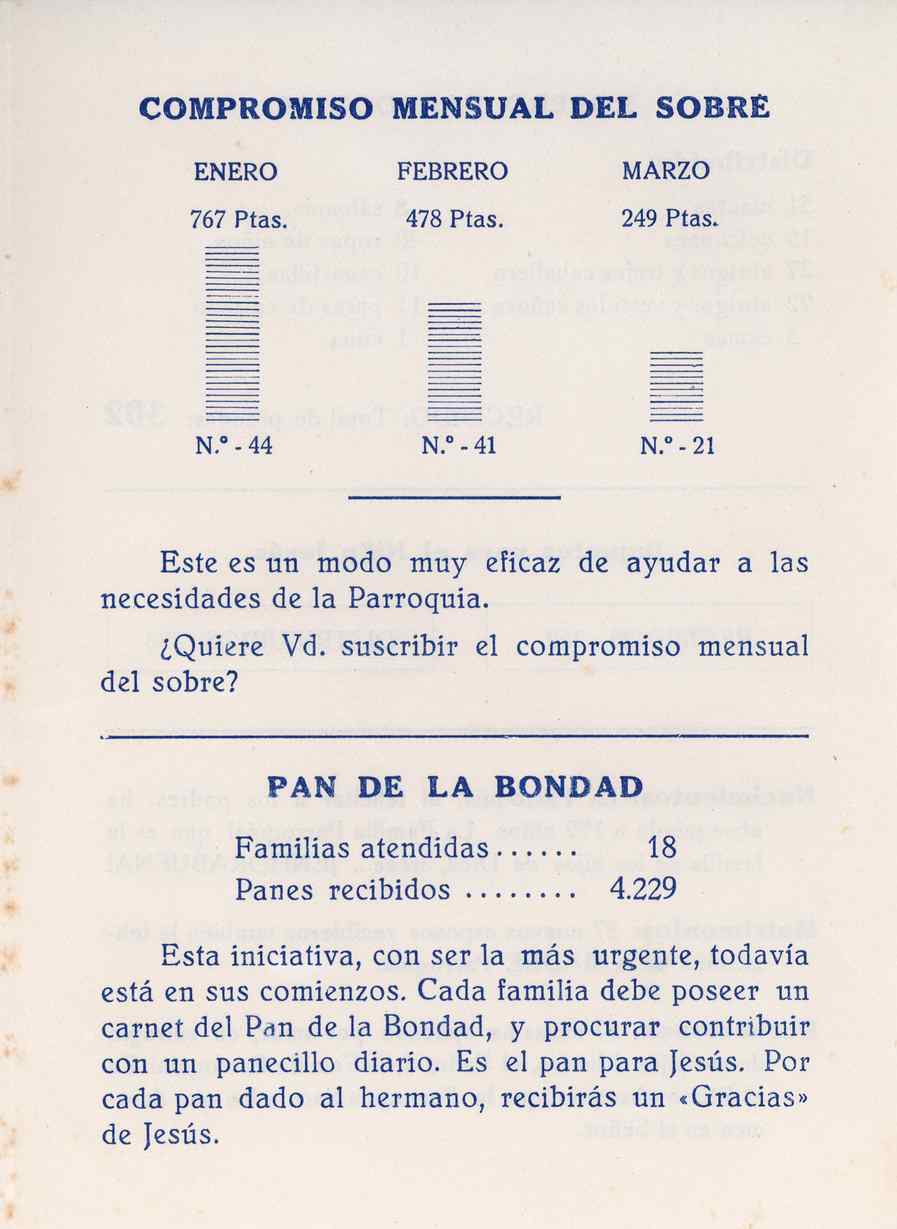 COMPROMISO MENSUAL DEL SOBRE
ENERO FEBRERO MARZO
767 Ptas. 478 Ptas. 249 Ptas.
N.º - 44 N.º - 41 N.º - 21
Este es un modo muy eficaz de ayudar a las
necesidades de la Parroquia.
¿Quiere Vd. suscribir el compromiso mensual
del sobre?
PAN DE LA BONDAD
Familias atendidas...... 18
Panes recibidos ........ 4.229
Esta iniciativa, con ser la más urgente, todavía
está en sus comienzos. Cada familia debe poseer un
carnet del Pan de la Bondad, y procurar contribuir
con un panecillo diario. Es el pan para Jesús. Por
cada pan dado al hermano, recibirás un «Gracias»
de Jesús.